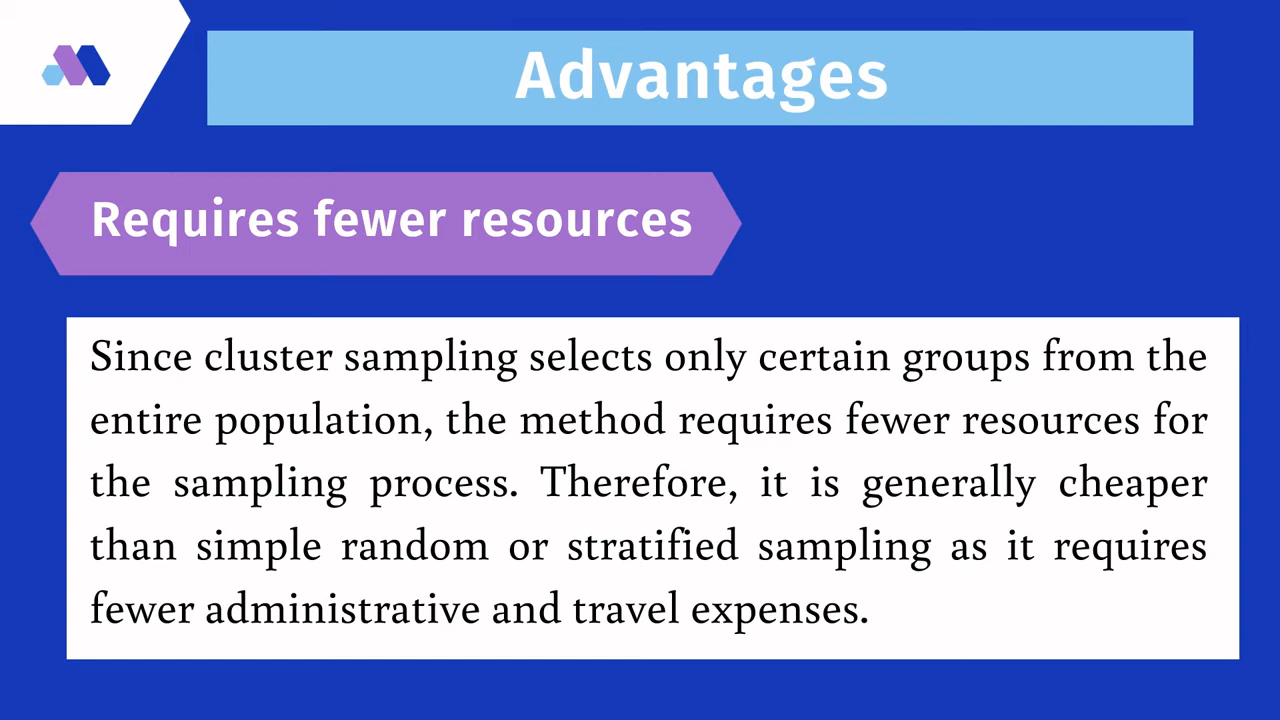 Advantages
Requires fewer resources
Since cluster sampling selects only certain groups from the
entire population, the method requires fewer resources for
the sampling process. Therefore, it is generally cheaper
than simple random or stratified sampling as it requires
fewer administrative and travel expenses.